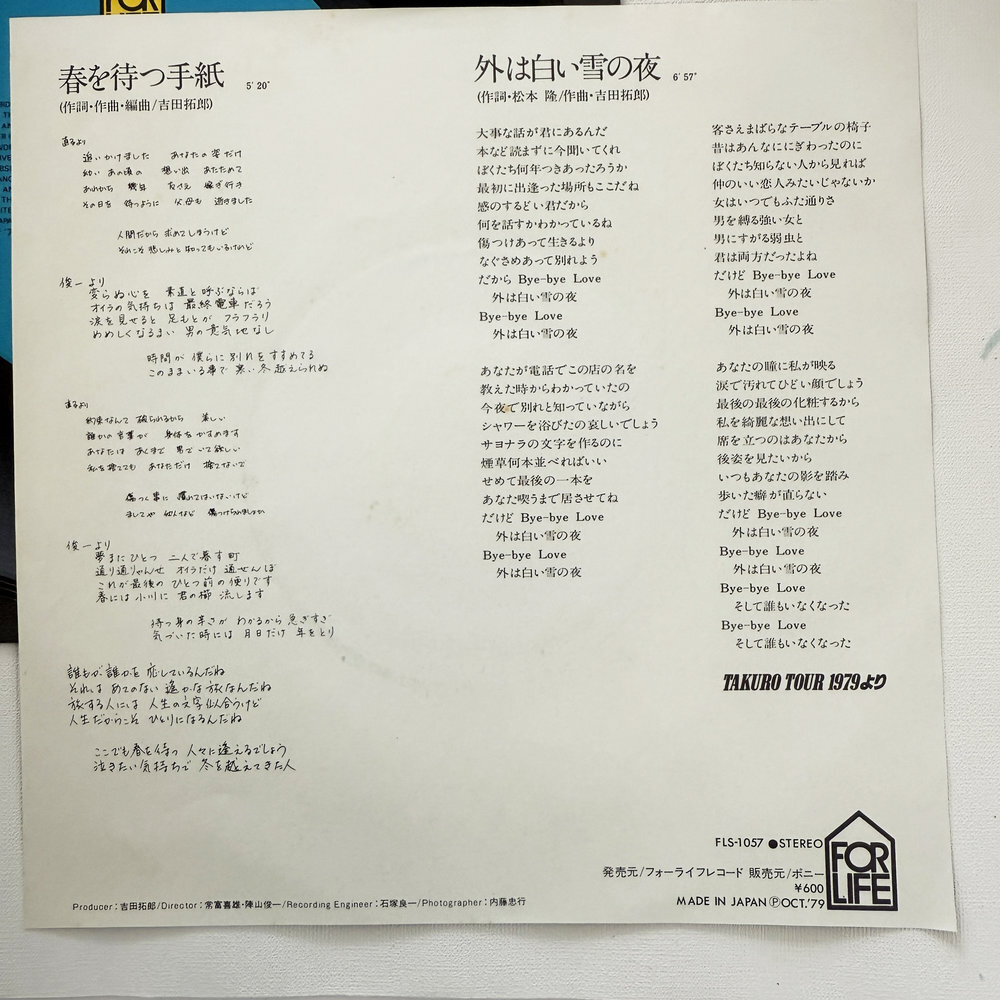 春を待つ手紙 5'20"
(作詞・作曲・編曲/吉田拓郎)
直子より
追いかけました あなたの姿だけ
幼い あの頃の 想い出 あたためて
あれから 幾年
その日を 待つように 父母も 逝きました
人間だから 求めてしまうけど
それこそ悲しみと 知ってもいるけれど
俊一より
変らぬ心を 素直と呼ぶならば
オイラの気持ちは 最終電車だろう
涙を見せると 足もとが フラフラリ
めめしくなるまい 男の意気地なし
時間が 僕らに 別れをすすめてる
このままいる事で 寒い冬越えられぬ
直子より
約束なんて 破られるから 美しい
誰かの言葉が 身体をかすめます
あなたは あくまで 男でいて欲しい
私を捨てても あなただけ 捨てないで
傷つく事に 慣れてはいないけど
ましてや 他人など 傷つけられましょか
俊一より
夢またひとつ 二人で暮す町
通り通りゃんせ オイラだけ 通せんぼ
これが最後の ひとつ前の便りです
春には小川に 君の櫛 流します
待つ身の辛さが わかるから 急ぎすぎ
気づいた時には 月日だけ 年をとり
誰もが 誰かを 恋しているんだね
それは あてのない 遥かな旅なんだね
旅する人には 人生の文字似合うけど
人生だからこそ ひとりになるんだね
ここでも春を待つ 人々に逢えるでしょう
泣きたい気持ちで 冬を越えてきた人
外は白い雪の夜 6'57"
(作詞・松本 隆/作曲・吉田拓郎)
大事な話が君にあるんだ
本など読まずに今聞いてくれ
ぼくたち何年つきあったろうか
最初に出逢った場所もここだね
感のするどい君だから
何を話すかわかっているね
傷つけあって生きるより
なぐさめあって別れよう
だから Bye-bye Love
外は白い雪の夜
Bye-bye Love
外は白い雪の夜
あなたが電話でこの店の名を
教えた時からわかっていたの
今夜で別れと知っていながら
シャワーを浴びたの哀しいでしょう
サヨナラの文字を作るのに
煙草何本並べればいい
せめて最後の一本を
あなた喫うまで居させてね
だけど Bye-bye Love
外は白い雪の夜
Bye-bye Love
外は白い雪の夜
客さえまばらなテーブルの椅子
昔はあんなににぎわったのに
ぼくたち知らない人から見れば
仲のいい恋人みたいじゃないか
女はいつでもふた通りさ
男を縛る強い女と
男にすがる弱虫と
君は両方だったよね
だけど Bye-bye Love
外は白い雪の夜
Bye-bye Love
外は白い雪の夜
あなたの瞳に私が映る
涙で汚れてひどい顔でしょう
最後の最後の化粧するから
私を綺麗な想い出にして
席を立つのはあなたから
後姿を見たいから
いつもあなたの影を踏み
歩いた癖が直らない
だけど Bye-bye Love
外は白い雪の夜
Bye-bye Love
外は白い雪の夜
Bye-bye Love
そして誰もいなくなった
Bye-bye Love
そして誰もいなくなった
TAKURO TOUR 1979より
FLS-1057 ●STEREO
発売元/フォーライフレコード 販売元/ポニー
¥600
MADE IN JAPAN Ⓟ OCT.'79
FOR LIFE
Producer:吉田拓郎/Director:常富喜雄・陣山俊一/Recording Engineer:石塚良一/Photographer:内藤忠行